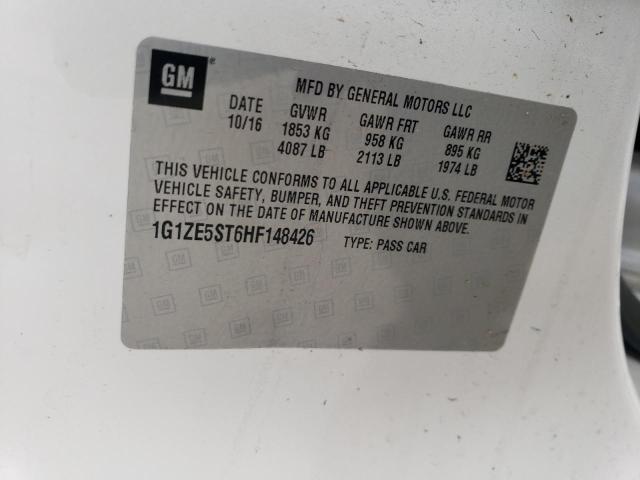 GM
MFD BY GENERAL MOTORS LLC
DATE GVWR GAWR FRT GAWR RR
10/16 1853 KG 958 KG 895 KG
4087 LB 2113 LB 1974 LB
THIS VEHICLE CONFORMS TO ALL APPLICABLE U.S. FEDERAL MOTOR
VEHICLE SAFETY, BUMPER, AND THEFT PREVENTION STANDARDS IN
EFFECT ON THE DATE OF MANUFACTURE SHOWN ABOVE.
1G1ZE5ST6HF148426 TYPE: PASS CAR